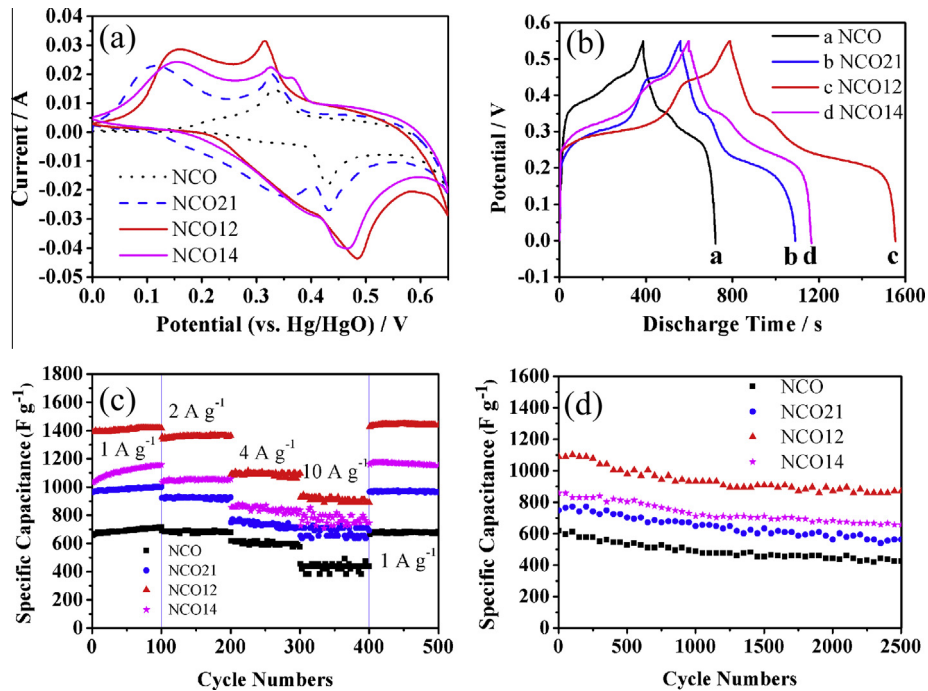 (a)
0.04
0.03
0.02
0.01
0.00
-0.01
-0.02
-0.03
-0.04
-0.05
Current / A
NCO
NCO21
NCO12
NCO14
0.0 0.1 0.2 0.3 0.4 0.5 0.6
Potential (vs. Hg/HgO) / V
(b)
0.6
0.5
0.4
0.3
0.2
0.1
0.0
-0.1
Potential / V
a NCO
b NCO21
c NCO12
d NCO14
a b d c
0 400 800 1200 1600
Discharge Time / s
(c)
1800
1600
1400
1200
1000
800
600
400
200
0
Specific Capacitance (F g-1)
1 A g-1
2 A g-1
4 A g-1
10 A g-1
1 A g-1
NCO
NCO21
NCO12
NCO14
0 100 200 300 400 500
Cycle Numbers
(d)
1600
1400
1200
1000
800
600
400
200
0
Specific Capacitance (F g-1)
NCO
NCO21
NCO12
NCO14
0 500 1000 1500 2000 2500
Cycle Numbers